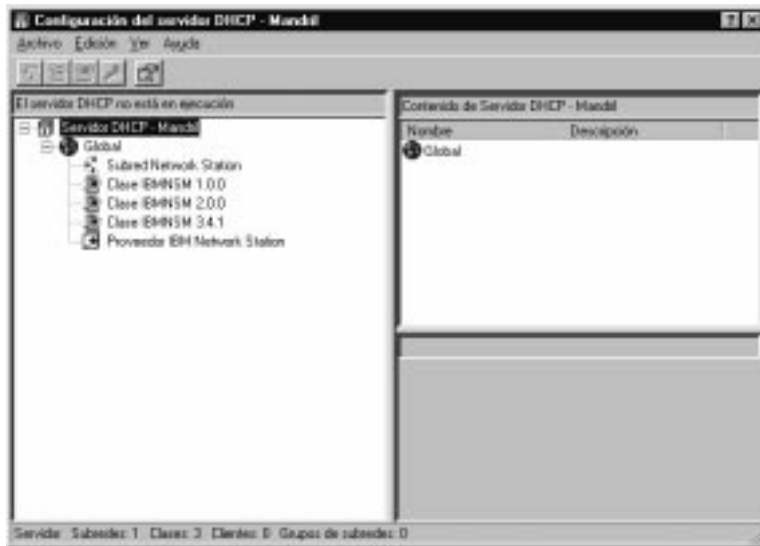 Configuración del servidor DHCP - Mandril
Archivo Edición Ver Ayuda
El servidor DHCP no está en ejecución
Servidor DHCP - Mandril
Global
Subred Network Station
Clase IBMNSM 1.0.0
Clase IBMNSM 2.0.0
Clase IBMNSM 3.4.1
Proveedor IBM Network Station
Contenido de Servidor DHCP - Mandril
Nombre Descripción
Global
Servidor Subredes: 1 Clases: 3 Clientes: 0 Grupos de subredes: 0